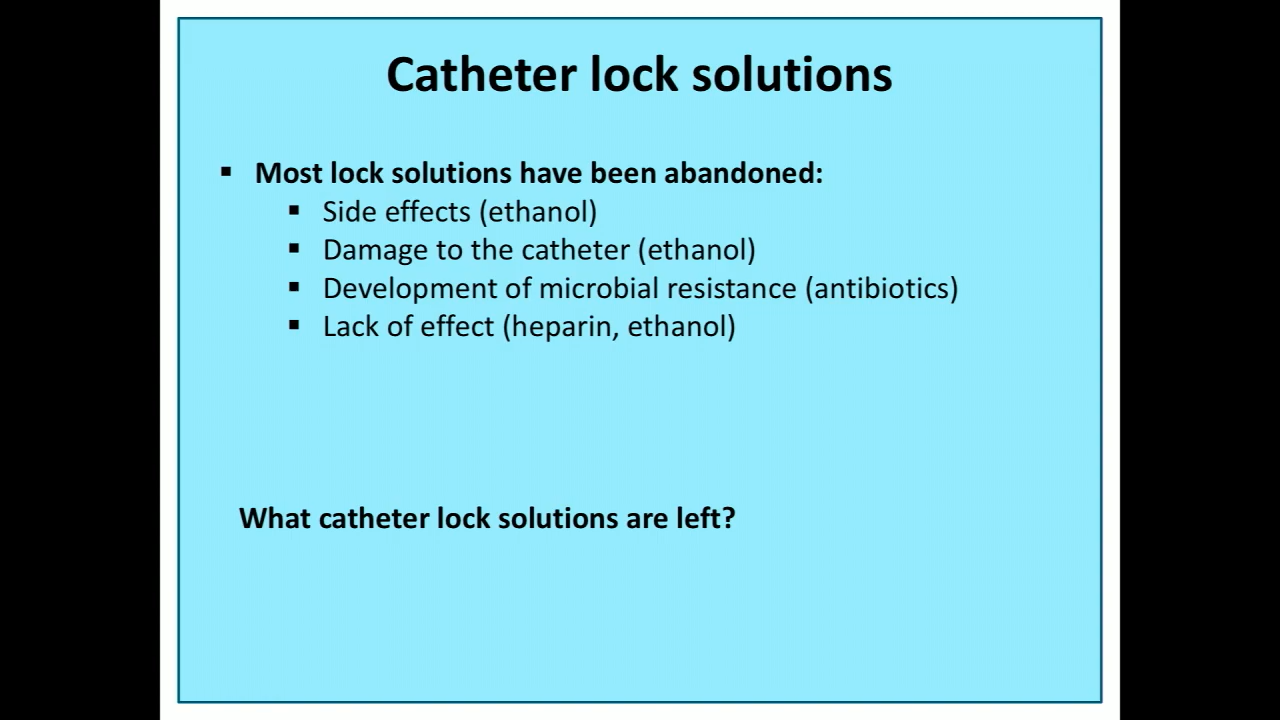 Catheter lock solutions
▪ Most lock solutions have been abandoned:
▪ Side effects (ethanol)
▪ Damage to the catheter (ethanol)
▪ Development of microbial resistance (antibiotics)
▪ Lack of effect (heparin, ethanol)
What catheter lock solutions are left?